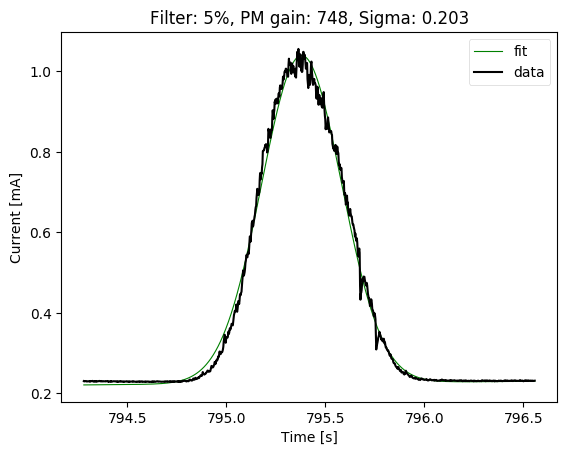 Filter: 5%, PM gain: 748, Sigma: 0.203
fit
data
1.0
0.8
0.6
0.4
0.2
Current [mA]
794.5
795.0
795.5
796.0
796.5
Time [s]